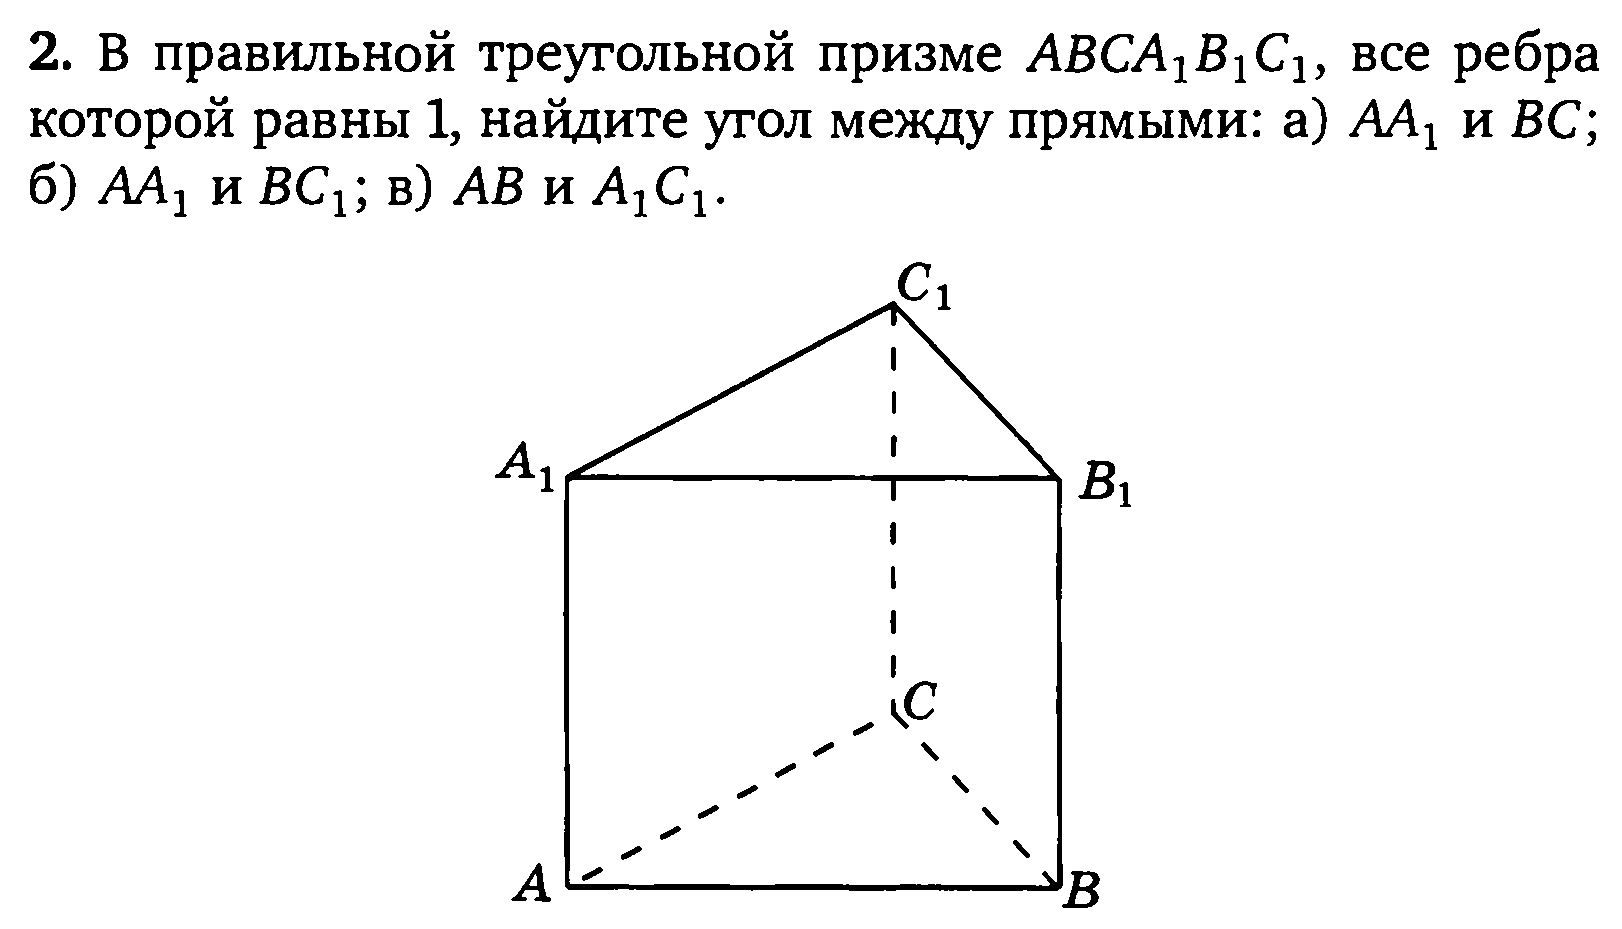 2. В правильной треугольной призме ABCA₁B₁C₁, все ребра
которой равны 1, найдите угол между прямыми: а) AA₁ и BC;
б) AA₁ и BC₁; в) AB и A₁C₁.
C₁
A₁
B₁
C
A
B